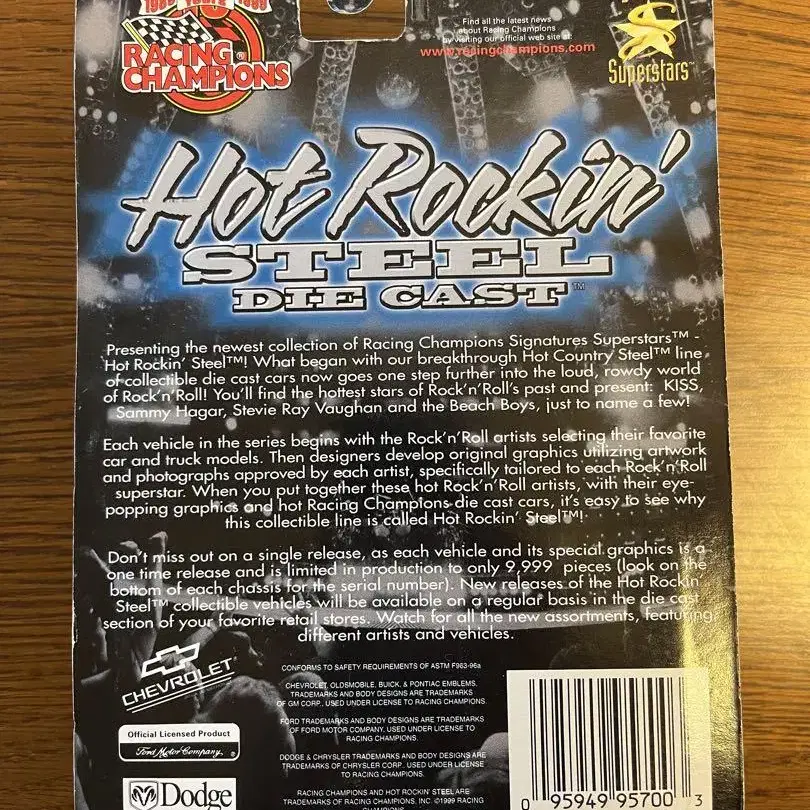 1989 Years 1999
RACING
CHAMPIONS
®
Find all the latest news
about Racing Champions
by visiting our official web site at:
www.racingchampions.com
Superstars™
Hot Rockin'
STEEL
DIE CAST™
Presenting the newest collection of Racing Champions Signatures Superstars™ -
Hot Rockin' Steel™! What began with our breakthrough Hot Country Steel™ line
of collectible die cast cars now goes one step further into the loud, rowdy world
of Rock'n'Roll! You'll find the hottest stars of Rock'n'Roll's past and present: KISS,
Sammy Hagar, Stevie Ray Vaughan and the Beach Boys, just to name a few!
Each vehicle in the series begins with the Rock'n'Roll artists selecting their favorite
car and truck models. Then designers develop original graphics utilizing artwork
and photographs approved by each artist, specifically tailored to each Rock'n'Roll
superstar. When you put together these hot Rock'n'Roll artists, with their eye-
popping graphics and hot Racing Champions die cast cars, it's easy to see why
this collectible line is called Hot Rockin' Steel™!
Don't miss out on a single release, as each vehicle and its special graphics is a
one time release and is limited in production to only 9,999 pieces (look on the
bottom of each chassis for the serial number). New releases of the Hot Rockin'
Steel™ collectible vehicles will be available on a regular basis in the die cast
section of your favorite retail stores. Watch for all the new assortments, featuring
different artists and vehicles.
CHEVROLET
Official Licensed Product
Ford Motor Company, ®
Dodge
CONFORMS TO SAFETY REQUIREMENTS OF ASTM F963-96a
CHEVROLET, OLDSMOBILE, BUICK, & PONTIAC EMBLEMS,
TRADEMARKS AND BODY DESIGNS ARE TRADEMARKS
OF GM CORP., USED UNDER LICENSE TO RACING CHAMPIONS
FORD TRADEMARKS AND BODY DESIGNS ARE TRADEMARKS
OF FORD MOTOR COMPANY. USED UNDER LICENSE TO
RACING CHAMPIONS.
DODGE & CHRYSLER TRADEMARKS AND BODY DESIGNS ARE
TRADEMARKS OF CHRYSLER CORP. USED UNDER LICENSE
TO RACING CHAMPIONS.
RACING CHAMPIONS AND HOT ROCKIN' STEEL ARE
TRADEMARKS OF RACING CHAMPIONS, INC. ©1999 RACING
CHAMPIONS
0 95949 95700 3